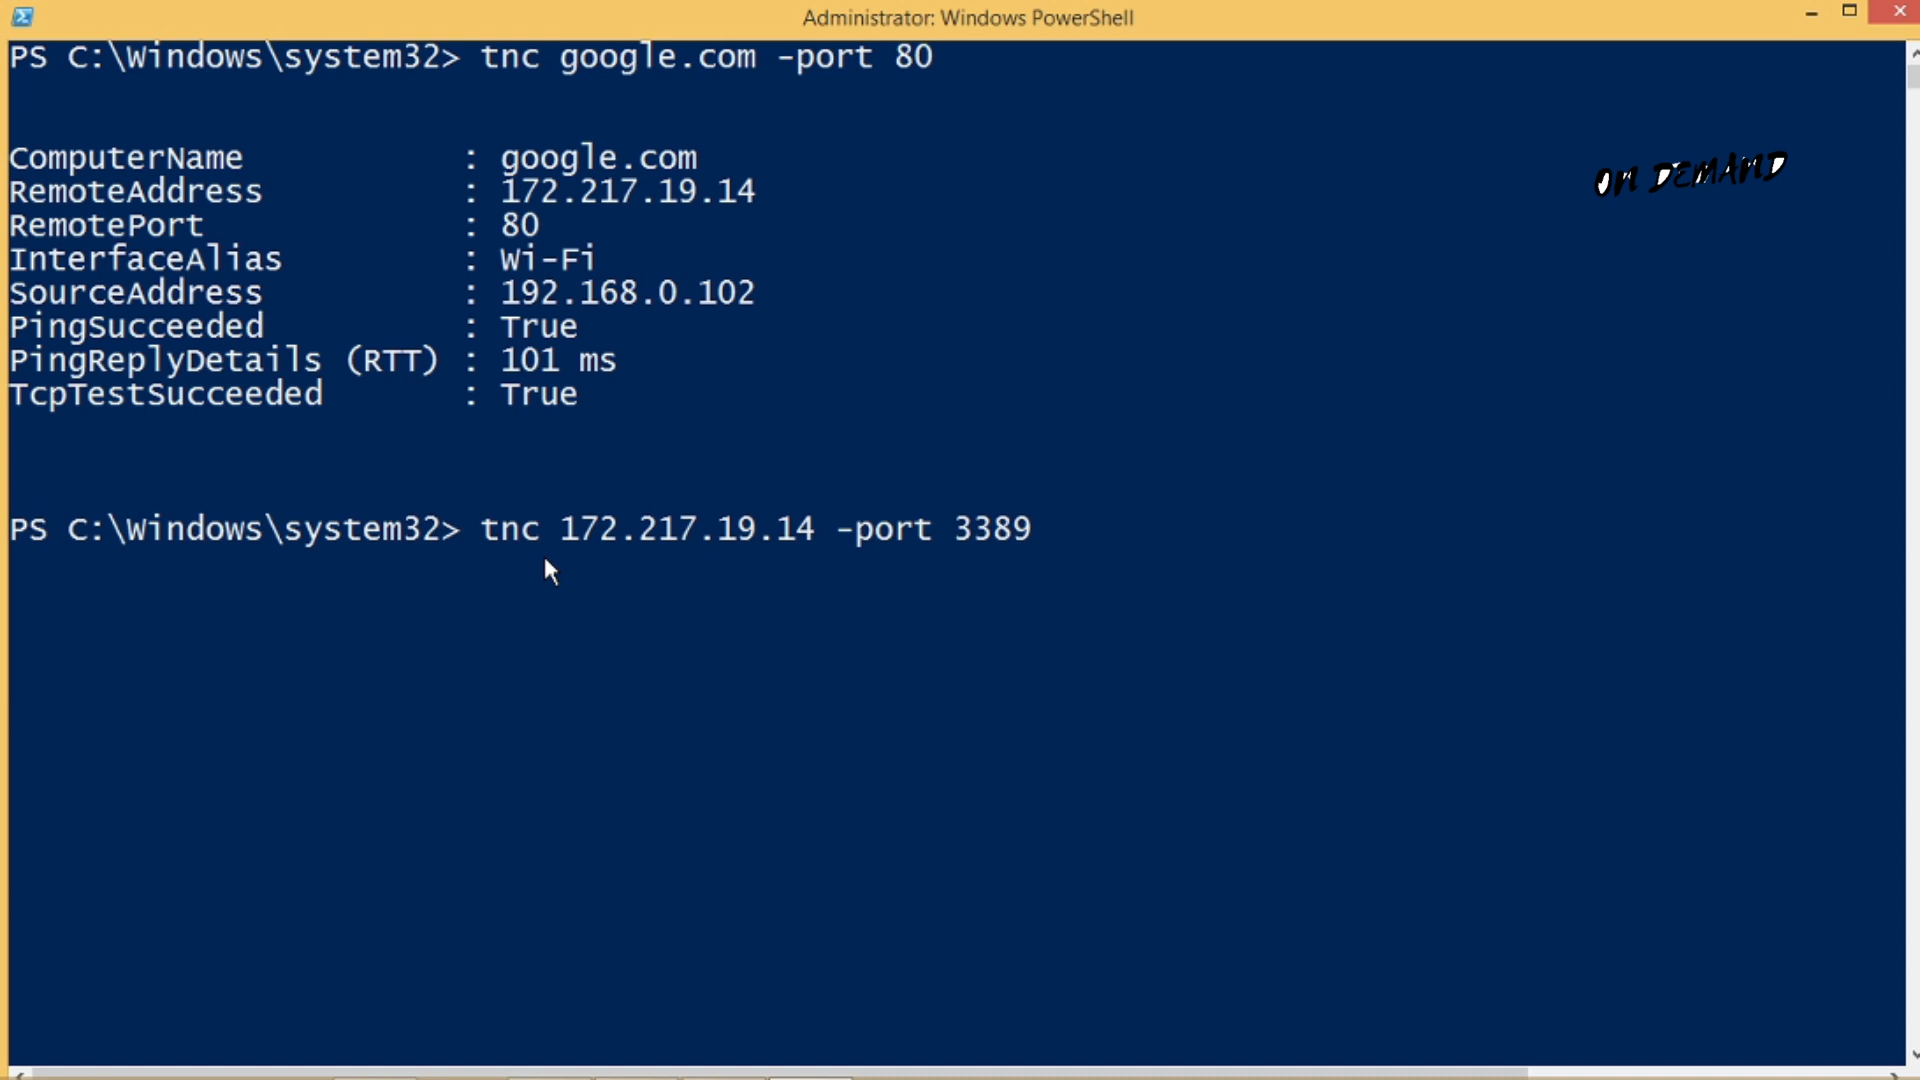 Administrator: Windows PowerShell
PS C:\Windows\system32> tnc google.com -port 80
ComputerName : google.com
RemoteAddress : 172.217.19.14
RemotePort : 80
InterfaceAlias : Wi-Fi
SourceAddress : 192.168.0.102
PingSucceeded : True
PingReplyDetails (RTT) : 101 ms
TcpTestSucceeded : True
ON DEMAND
PS C:\Windows\system32> tnc 172.217.19.14 -port 3389